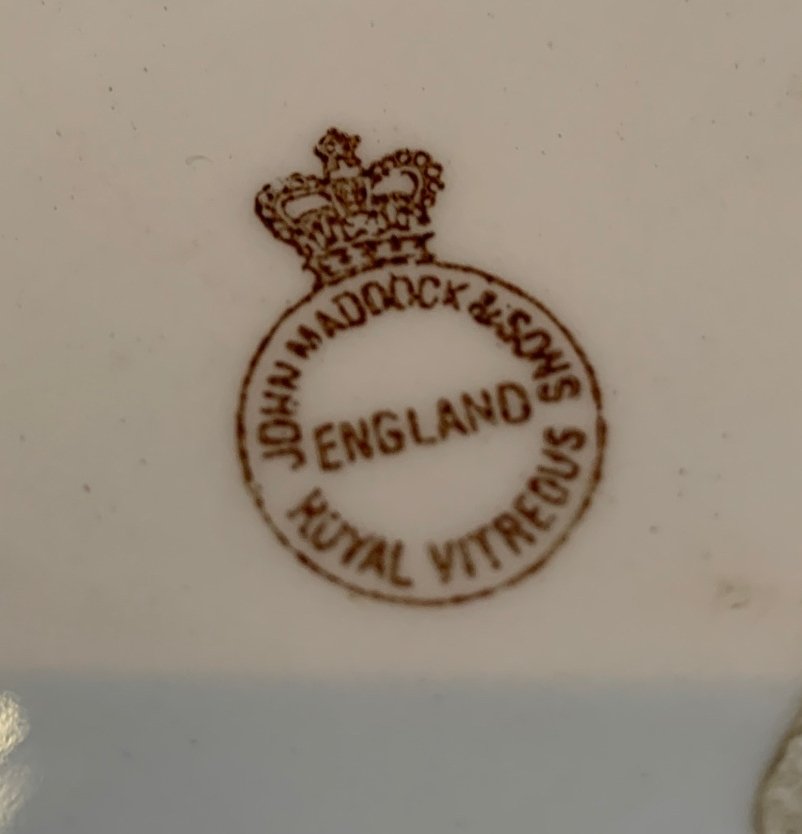 JOHN MADDOCK & SONS
ENGLAND
ROYAL VITREOUS